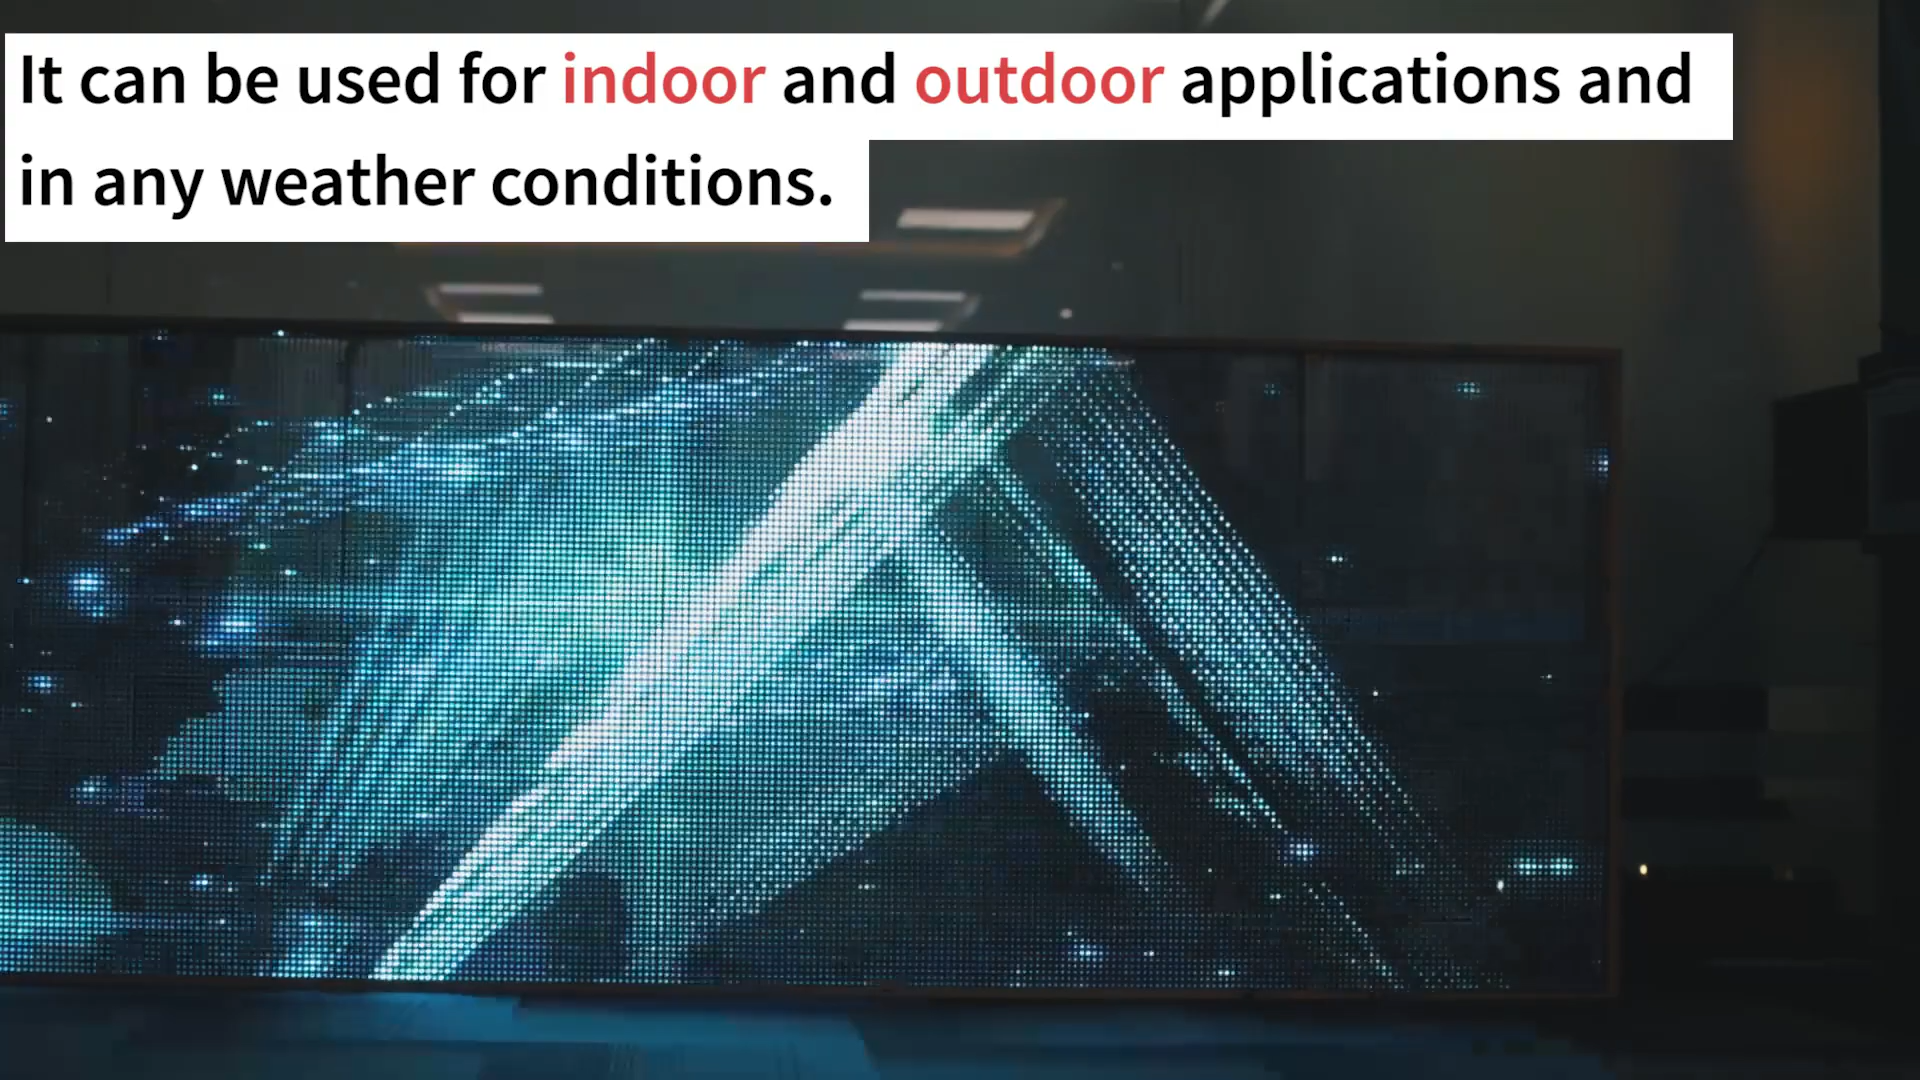 It can be used for indoor and outdoor applications and
in any weather conditions.